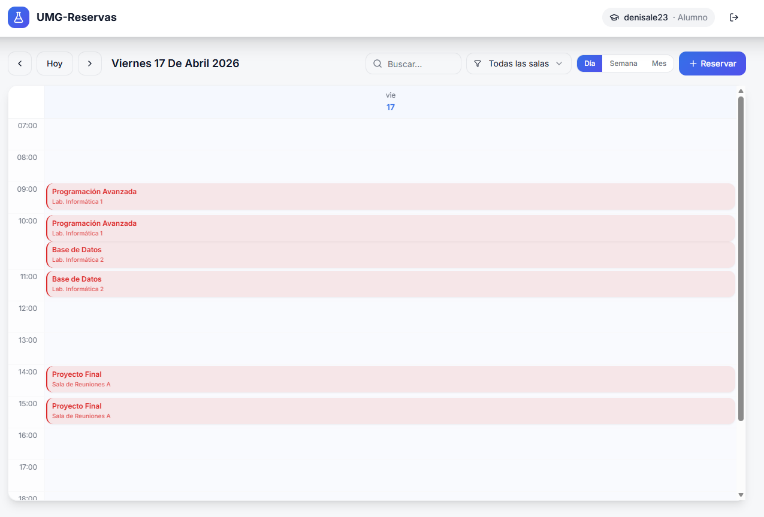 UMG-Reservas
denisale23 · Alumno
Hoy
Viernes 17 De Abril 2026
Buscar...
Todas las salas
Día
Semana
Mes
+ Reservar
vie
17
07:00
08:00
09:00
Programación Avanzada
Lab. Informática 1
10:00
Programación Avanzada
Lab. Informática 1
Base de Datos
Lab. Informática 2
11:00
Base de Datos
Lab. Informática 2
12:00
13:00
14:00
Proyecto Final
Sala de Reuniones A
15:00
Proyecto Final
Sala de Reuniones A
16:00
17:00
18:00